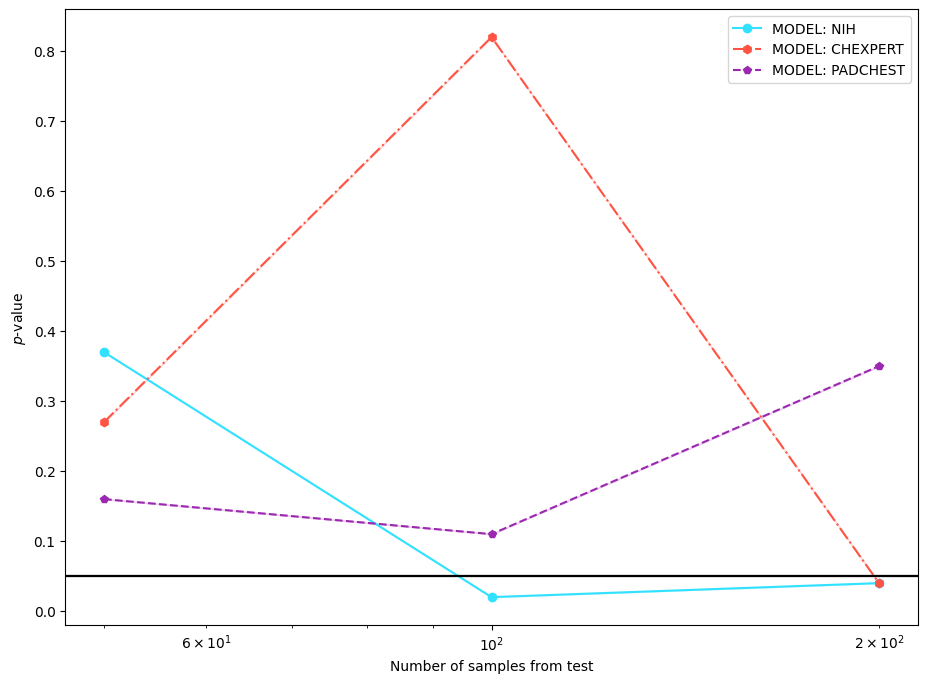 MODEL: NIH
MODEL: CHEXPERT
MODEL: PADCHEST
0.8
0.7
0.6
0.5
0.4
0.3
0.2
0.1
0.0
p-value
6 × 10¹
10²
2 × 10²
Number of samples from test